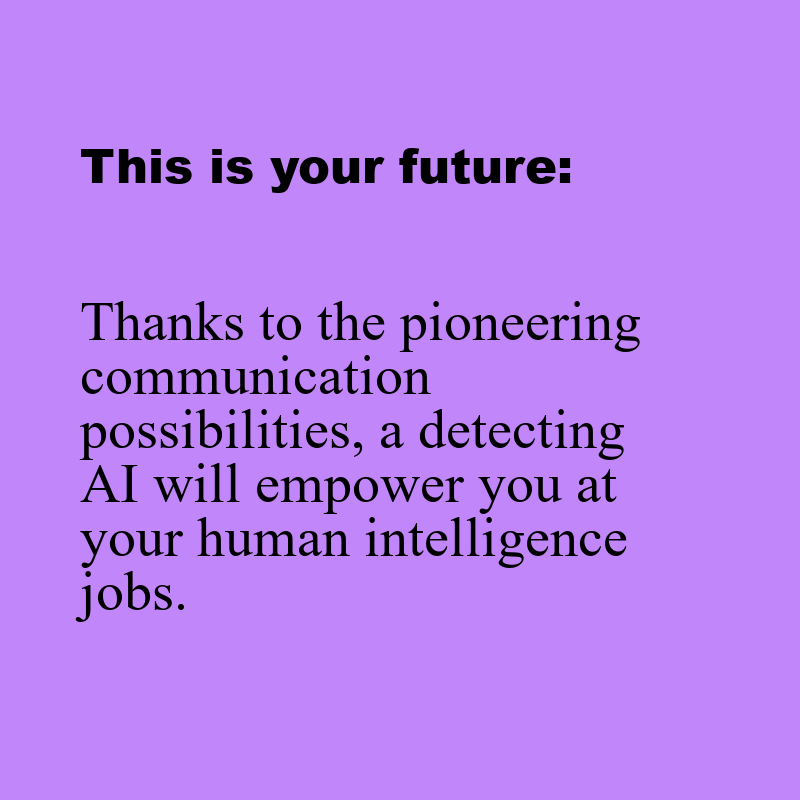 This is your future:
Thanks to the pioneering
communication
possibilities, a detecting
AI will empower you at
your human intelligence
jobs.